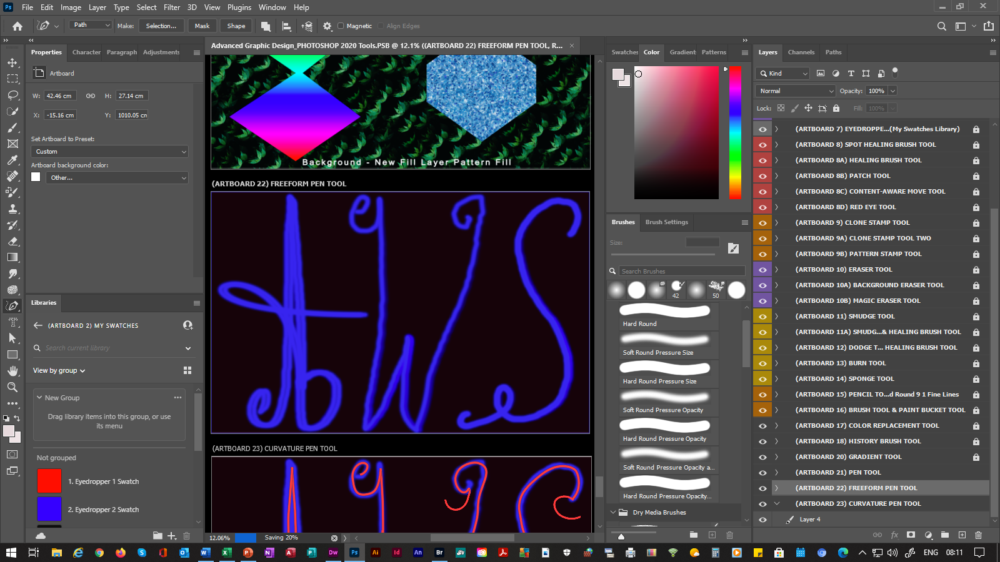 File Edit Image Layer Type Select Filter 3D View Plugins Window Help
Path Make: Selection... Mask Shape Magnetic Align Edges
Properties Character Paragraph Adjustments
Artboard
W: 42.46 cm H: 27.14 cm
X: -15.16 cm Y: 1010.05 cm
Set Artboard to Preset:
Custom
Artboard background color:
Other...
Libraries
(ARTBOARD 2) MY SWATCHES
Search current library
View by group
New Group
Drag library items into this group, or use
its menu
Not grouped
1. Eyedropper 1 Swatch
2. Eyedropper 2 Swatch
Advanced Graphic Design_PHOTOSHOP 2020 Tools.PSB @ 12.1% ((ARTBOARD 22) FREEFORM PEN TOOL, R...
Background - New Fill Layer Pattern Fill
(ARTBOARD 22) FREEFORM PEN TOOL
AWS
(ARTBOARD 23) CURVATURE PEN TOOL
12.06% Saving 20%
Swatches Color Gradient Patterns
Brushes Brush Settings
Size:
Search Brushes
42 50
Hard Round
Soft Round Pressure Size
Hard Round Pressure Size
Soft Round Pressure Opacity
Hard Round Pressure Opacity
Soft Round Pressure Opacity a...
Hard Round Pressure Opacity...
Dry Media Brushes
Layers Channels Paths
Kind
Normal Opacity: 100%
Lock: Fill: 100%
(ARTBOARD 7) EYEDROPPE...(My Swatches Library)
(ARTBOARD 8) SPOT HEALING BRUSH TOOL
(ARTBOARD 8A) HEALING BRUSH TOOL
(ARTBOARD 8B) PATCH TOOL
(ARTBOARD 8C) CONTENT-AWARE MOVE TOOL
(ARTBOARD 8D) RED EYE TOOL
(ARTBOARD 9) CLONE STAMP TOOL
(ARTBOARD 9A) CLONE STAMP TOOL TWO
(ARTBOARD 9B) PATTERN STAMP TOOL
(ARTBOARD 10) ERASER TOOL
(ARTBOARD 10A) BACKGROUND ERASER TOOL
(ARTBOARD 10B) MAGIC ERASER TOOL
(ARTBOARD 11) SMUDGE TOOL
(ARTBOARD 11A) SMUDG...& HEALING BRUSH TOOL
(ARTBOARD 12) DODGE T... HEALING BRUSH TOOL
(ARTBOARD 13) BURN TOOL
(ARTBOARD 14) SPONGE TOOL
(ARTBOARD 15) PENCIL TO...d Round 9 1 Fine Lines
(ARTBOARD 16) BRUSH TOOL & PAINT BUCKET TOOL
(ARTBOARD 17) COLOR REPLACEMENT TOOL
(ARTBOARD 18) HISTORY BRUSH TOOL
(ARTBOARD 20) GRADIENT TOOL
(ARTBOARD 21) PEN TOOL
(ARTBOARD 22) FREEFORM PEN TOOL
(ARTBOARD 23) CURVATURE PEN TOOL
Layer 4
ENG 08:11